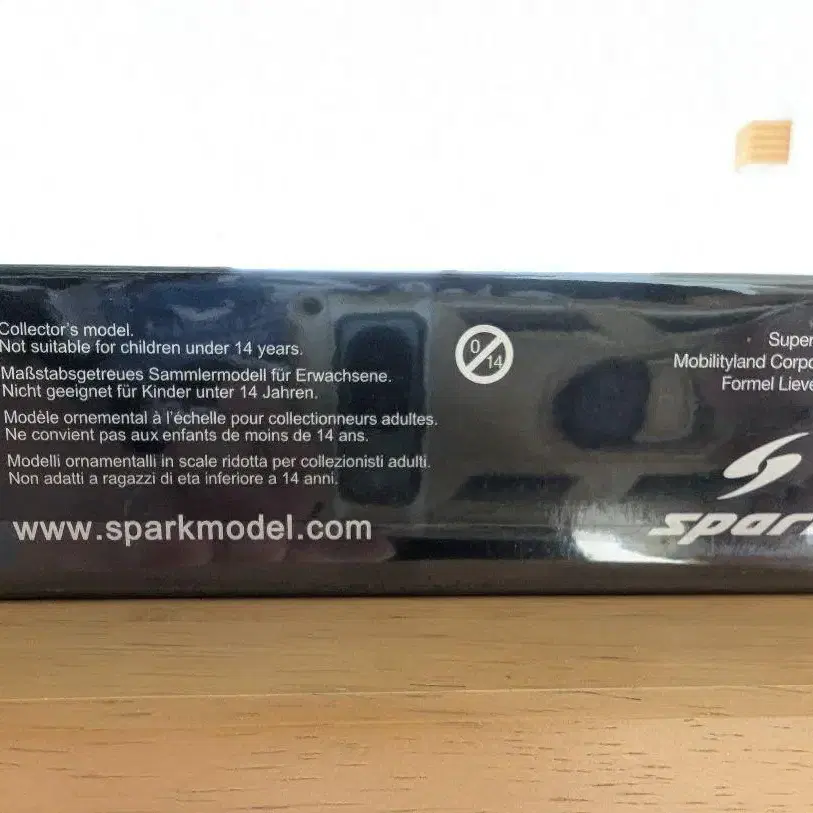 Collector's model.
Not suitable for children under 14 years.
Maßstabsgetreues Sammlermodell für Erwachsene.
Nicht geeignet für Kinder unter 14 Jahren.
Modèle ornemental à l'échelle pour collectionneurs adultes.
Ne convient pas aux enfants de moins de 14 ans.
Modelli ornamentalli in scale ridotta per collezionisti adulti.
Non adatti a ragazzi di eta inferiore a 14 anni.
www.sparkmodel.com
0
14
Super
Mobilityland Corpo
Formel Lieve
spar